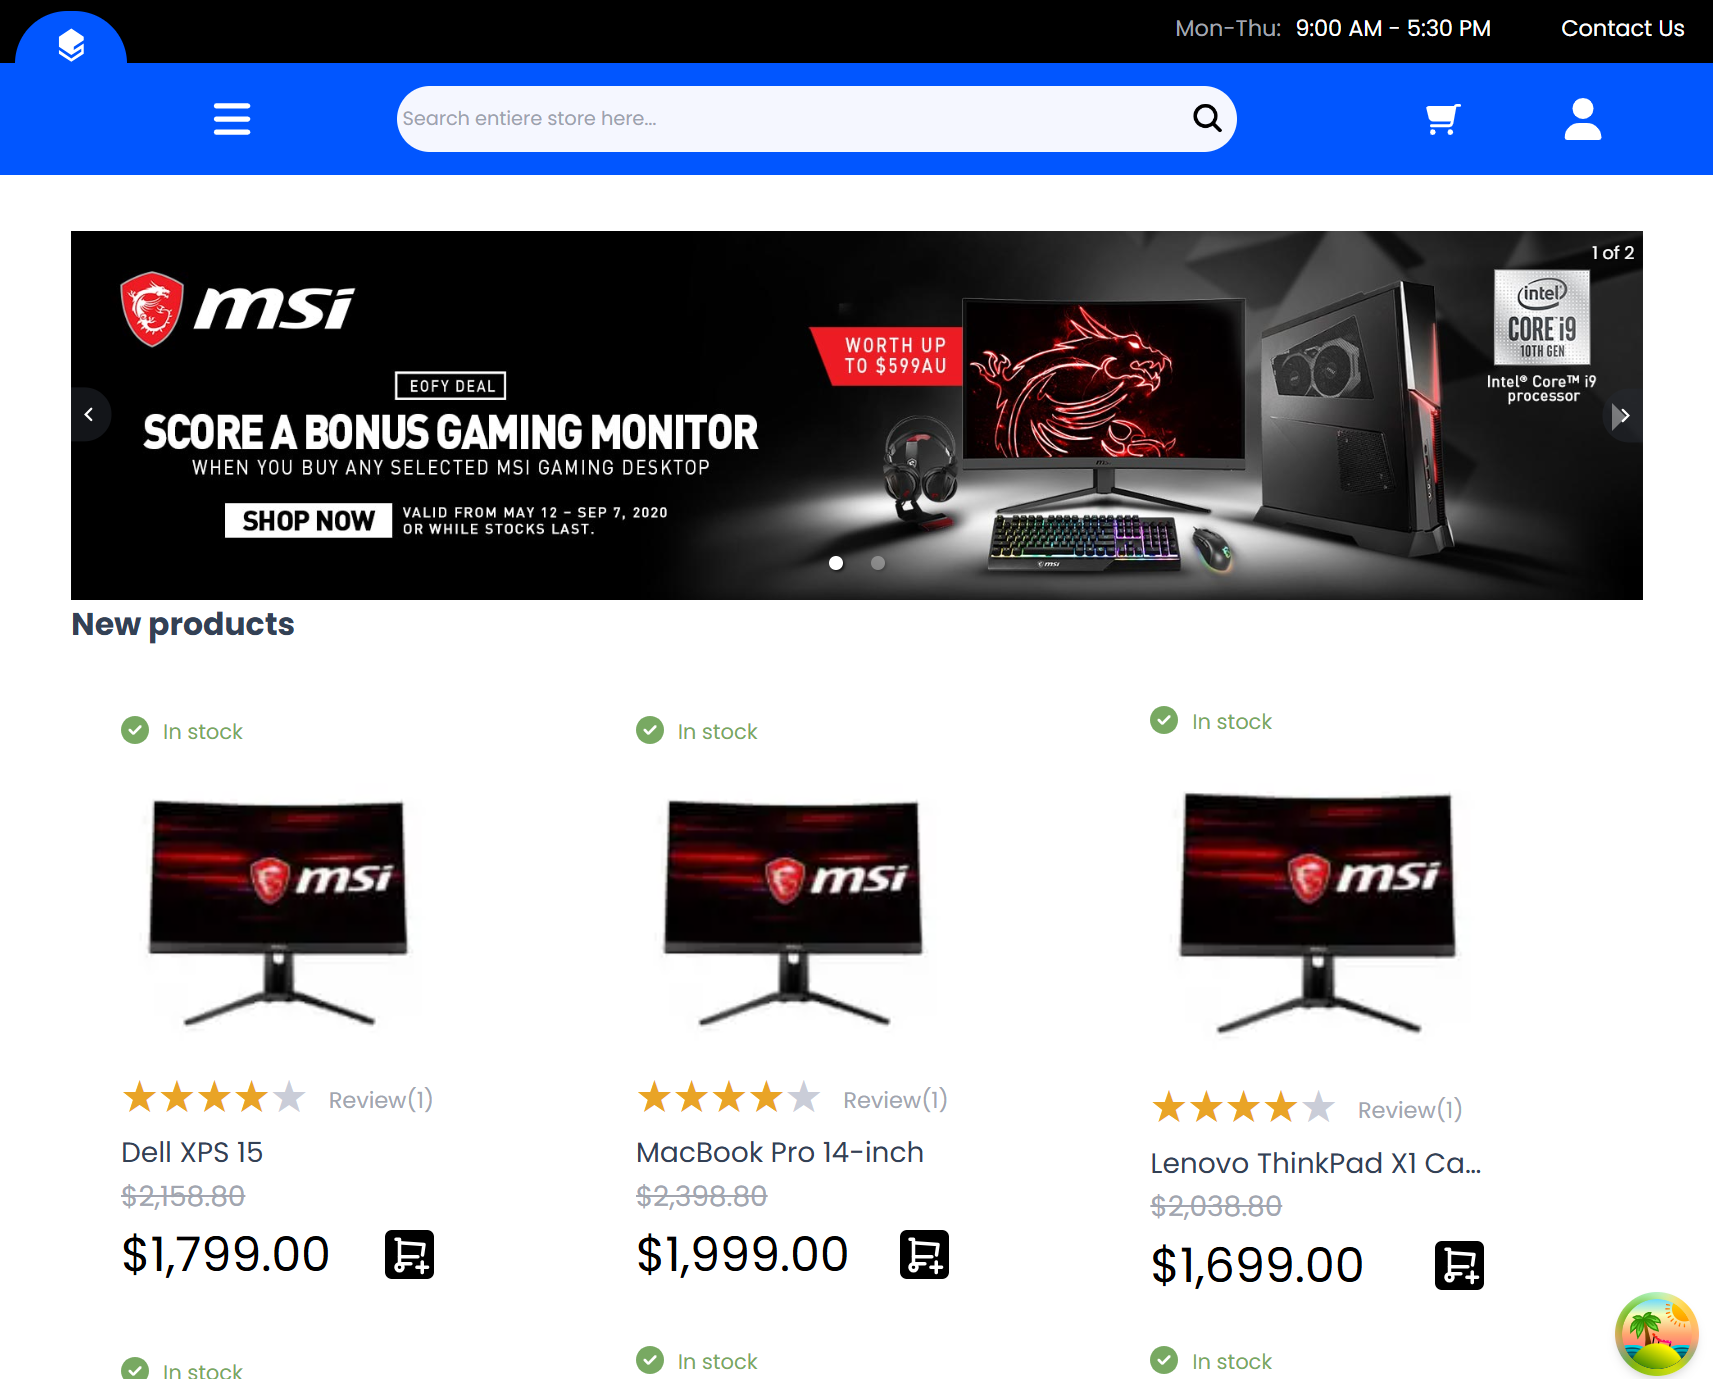 Mon-Thu: 9:00 AM - 5:30 PM Contact Us
Search entiere store here...
1 of 2
msi
intel
CORE i9
10TH GEN
Intel® Core™ i9
processor
WORTH UP
TO $599AU
EOFY DEAL
SCORE A BONUS GAMING MONITOR
WHEN YOU BUY ANY SELECTED MSI GAMING DESKTOP
SHOP NOW
VALID FROM MAY 12 – SEP 7, 2020
OR WHILE STOCKS LAST.
msi
msi
New products
In stock
msi
Review(1)
Dell XPS 15
$2,158.80
$1,799.00
In stock
msi
Review(1)
MacBook Pro 14-inch
$2,398.80
$1,999.00
In stock
msi
Review(1)
Lenovo ThinkPad X1 Ca...
$2,038.80
$1,699.00
In stock
In stock
In stock